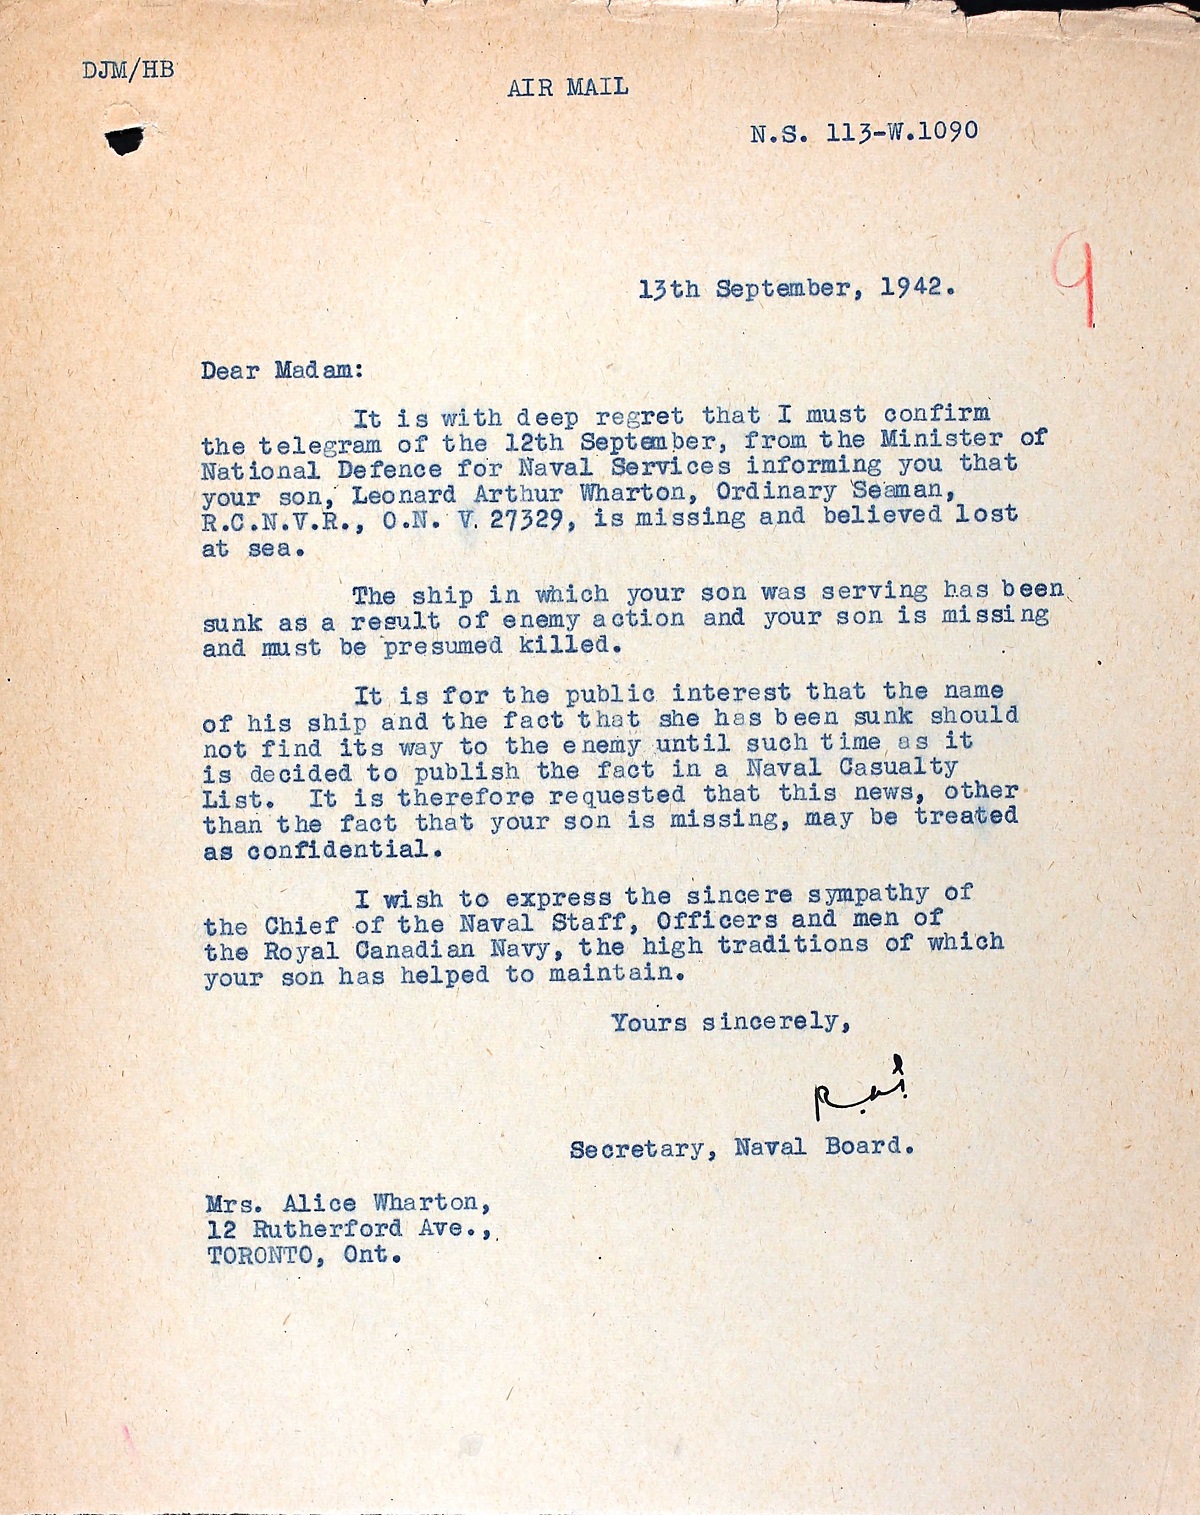 DJM/HB
AIR MAIL
N.S. 113-W.1090
9
13th September, 1942.
Dear Madam:
It is with deep regret that I must confirm
the telegram of the 12th September, from the Minister of
National Defence for Naval Services informing you that
your son, Leonard Arthur Wharton, Ordinary Seaman,
R.C.N.V.R., O.N. V. 27329, is missing and believed lost
at sea.
The ship in which your son was serving has been
sunk as a result of enemy action and your son is missing
and must be presumed killed.
It is for the public interest that the name
of his ship and the fact that she has been sunk should
not find its way to the enemy until such time as it
is decided to publish the fact in a Naval Casualty
List. It is therefore requested that this news, other
than the fact that your son is missing, may be treated
as confidential.
I wish to express the sincere sympathy of
the Chief of the Naval Staff, Officers and men of
the Royal Canadian Navy, the high traditions of which
your son has helped to maintain.
Yours sincerely,
Secretary, Naval Board.
Mrs. Alice Wharton,
12 Rutherford Ave.,
TORONTO, Ont.